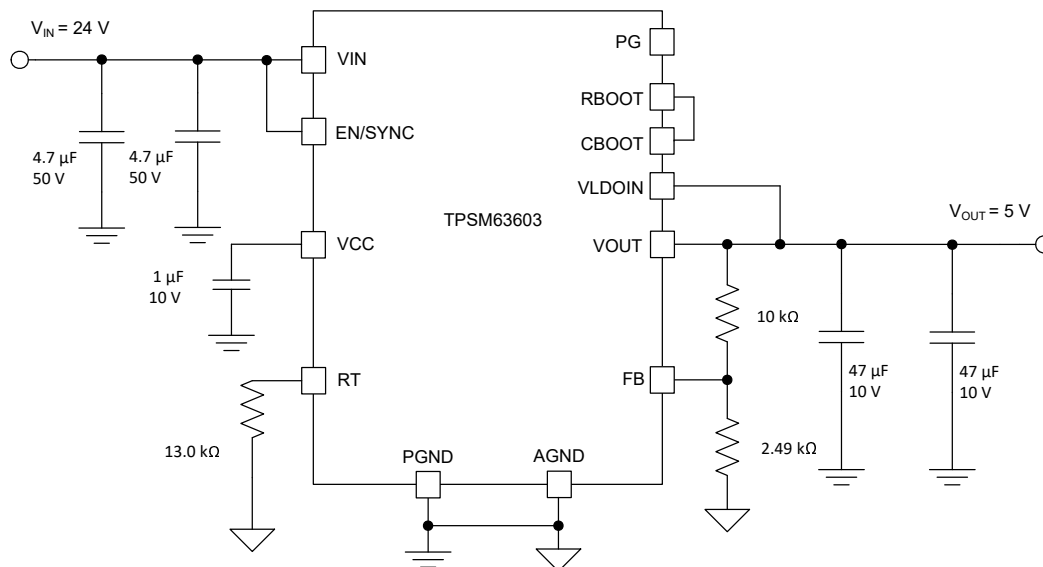 V_IN = 24 V
PG
VIN
RBOOT
EN/SYNC
CBOOT
4.7 µF
50 V
4.7 µF
50 V
VLDOIN
TPSM63603
V_OUT = 5 V
VCC
VOUT
1 µF
10 V
10 kΩ
RT
FB
47 µF
10 V
47 µF
10 V
13.0 kΩ
2.49 kΩ
PGND
AGND